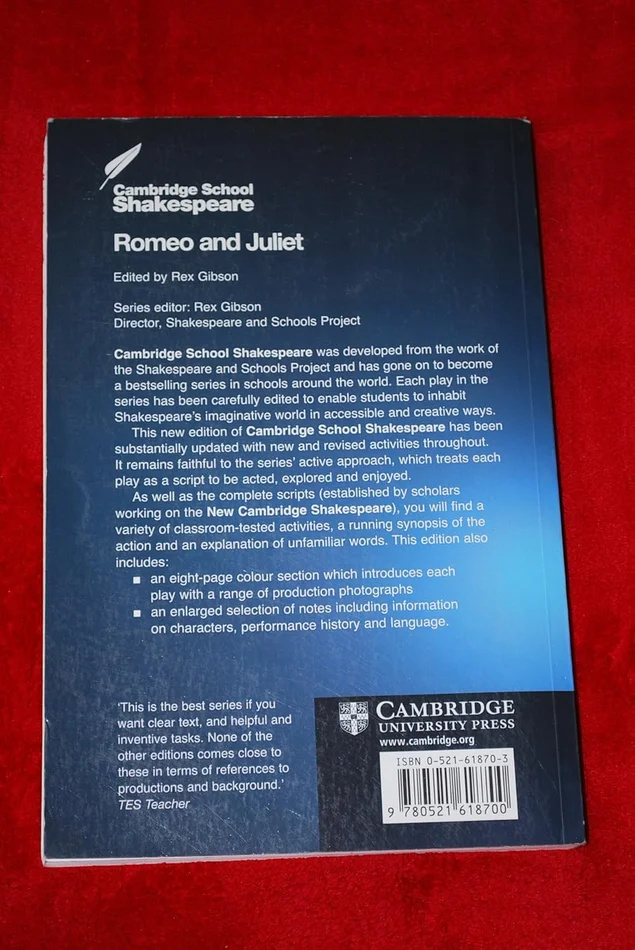 Cambridge School
Shakespeare
Romeo and Juliet
Edited by Rex Gibson
Series editor: Rex Gibson
Director, Shakespeare and Schools Project
Cambridge School Shakespeare was developed from the work of
the Shakespeare and Schools Project and has gone on to become
a bestselling series in schools around the world. Each play in the
series has been carefully edited to enable students to inhabit
Shakespeare's imaginative world in accessible and creative ways.
This new edition of Cambridge School Shakespeare has been
substantially updated with new and revised activities throughout.
It remains faithful to the series' active approach, which treats each
play as a script to be acted, explored and enjoyed.
As well as the complete scripts (established by scholars
working on the New Cambridge Shakespeare), you will find a
variety of classroom-tested activities, a running synopsis of the
action and an explanation of unfamiliar words. This edition also
includes:
■ an eight-page colour section which introduces each
play with a range of production photographs
■ an enlarged selection of notes including information
on characters, performance history and language.
'This is the best series if you
want clear text, and helpful and
inventive tasks. None of the
other editions comes close to
these in terms of references to
productions and background.'
TES Teacher
CAMBRIDGE
UNIVERSITY PRESS
www.cambridge.org
ISBN 0-521-61870-3
9 780521 618700